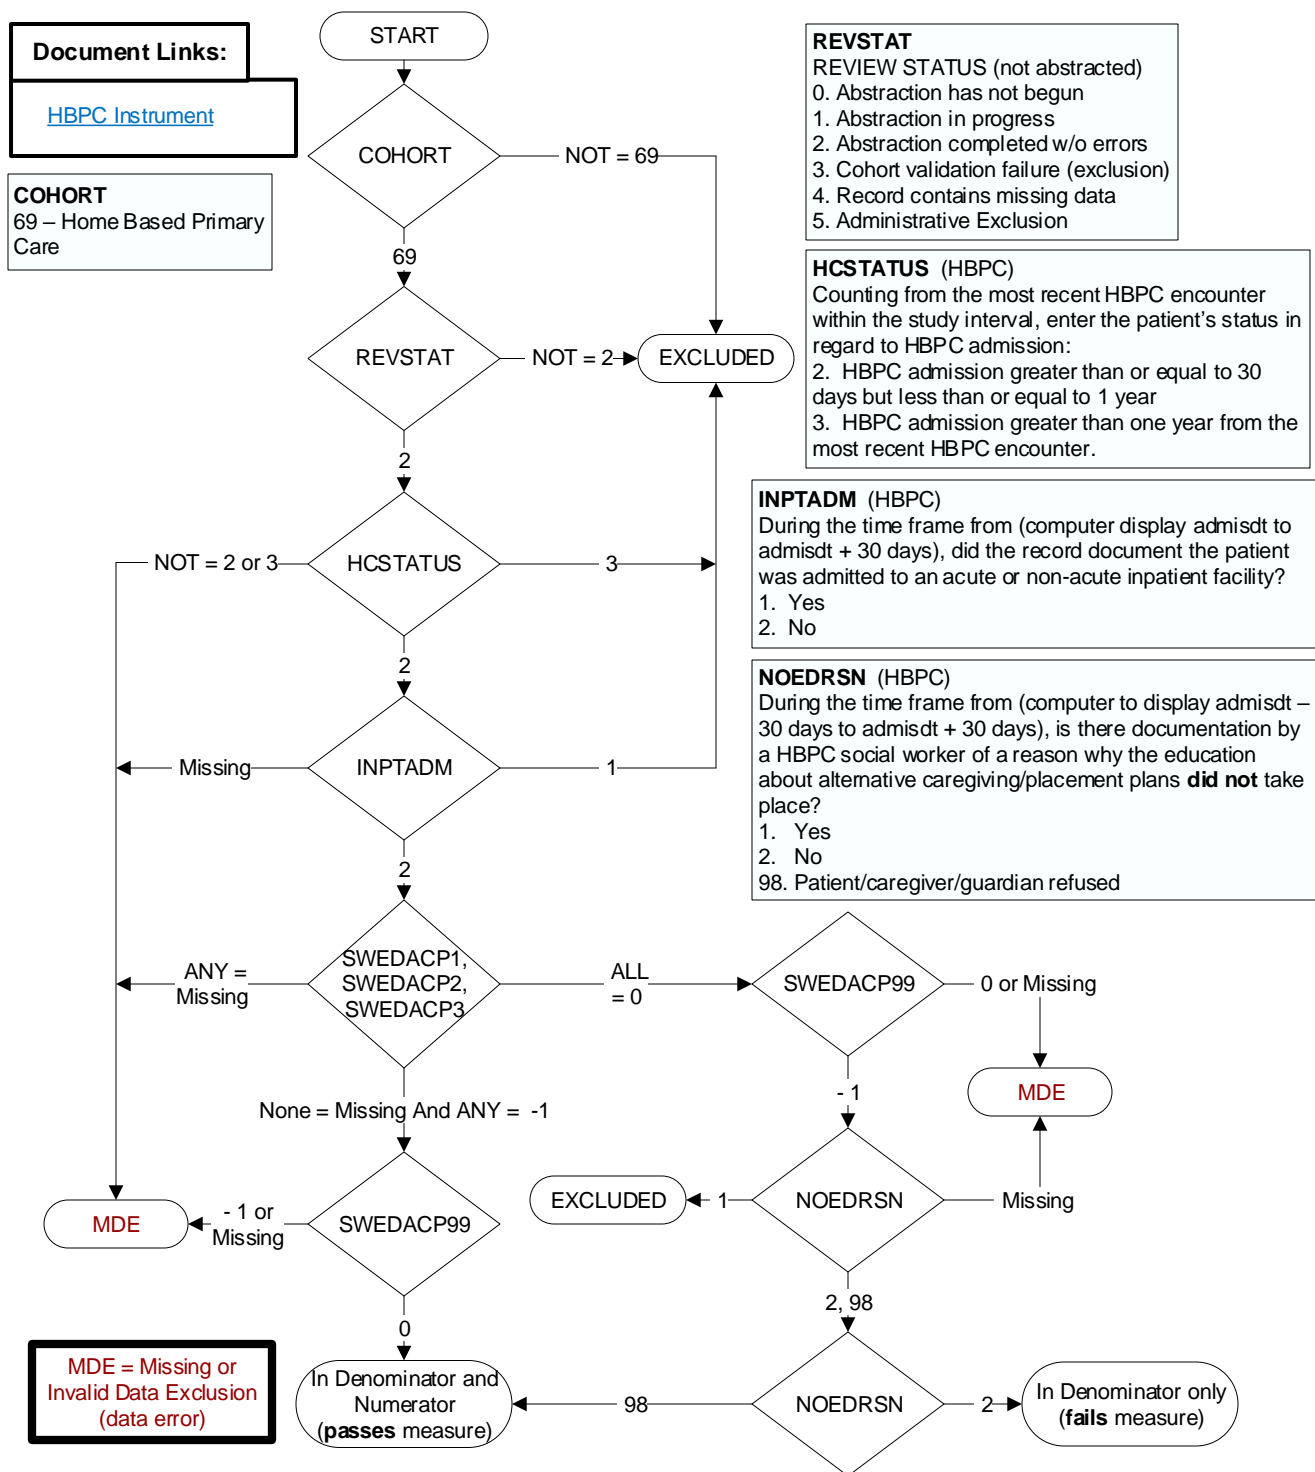 Document Links:
HBPC Instrument
COHORT
69 – Home Based Primary
Care
START
COHORT
NOT = 69
69
REVSTAT
NOT = 2
EXCLUDED
2
HCSTATUS
NOT = 2 or 3
3
2
INPTADM
Missing
1
2
SWEDACP1,
SWEDACP2,
SWEDACP3
ANY =
Missing
ALL
= 0
None = Missing And ANY = -1
SWEDACP99
- 1 or
Missing
MDE
0
In Denominator and
Numerator
(passes measure)
SWEDACP99
0 or Missing
MDE
- 1
NOEDRSN
Missing
1
EXCLUDED
2, 98
NOEDRSN
98
2
In Denominator only
(fails measure)
MDE = Missing or
Invalid Data Exclusion
(data error)
REVSTAT
REVIEW STATUS (not abstracted)
0. Abstraction has not begun
1. Abstraction in progress
2. Abstraction completed w/o errors
3. Cohort validation failure (exclusion)
4. Record contains missing data
5. Administrative Exclusion
HCSTATUS (HBPC)
Counting from the most recent HBPC encounter
within the study interval, enter the patient’s status in
regard to HBPC admission:
2. HBPC admission greater than or equal to 30
days but less than or equal to 1 year
3. HBPC admission greater than one year from the
most recent HBPC encounter.
INPTADM (HBPC)
During the time frame from (computer display admisdt to
admisdt + 30 days), did the record document the patient
was admitted to an acute or non-acute inpatient facility?
1. Yes
2. No
NOEDRSN (HBPC)
During the time frame from (computer to display admisdt –
30 days to admisdt + 30 days), is there documentation by
a HBPC social worker of a reason why the education
about alternative caregiving/placement plans did not take
place?
1. Yes
2. No
98. Patient/caregiver/guardian refused